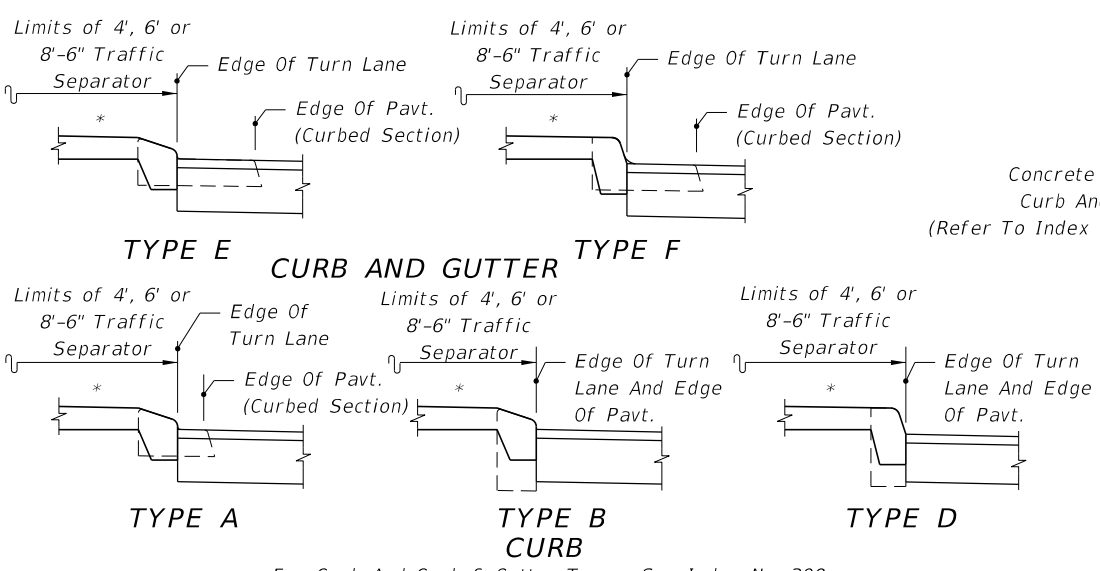 Limits of 4', 6' or
8'-6" Traffic
Separator
Edge Of Turn Lane
Edge Of Pavt.
(Curbed Section)
*
TYPE E
Limits of 4', 6' or
8'-6" Traffic
Separator
Edge Of Turn Lane
Edge Of Pavt.
(Curbed Section)
*
TYPE F
Concrete
Curb An
(Refer To Index
CURB AND GUTTER
Limits of 4', 6' or
8'-6" Traffic
Separator
Edge Of
Turn Lane
Edge Of Pavt.
(Curbed Section)
*
TYPE A
Limits of 4', 6' or
8'-6" Traffic
Separator
Edge Of Turn
Lane And Edge
Of Pavt.
*
TYPE B
Limits of 4', 6' or
8'-6" Traffic
Separator
Edge Of Turn
Lane And Edge
Of Pavt.
*
TYPE D
CURB